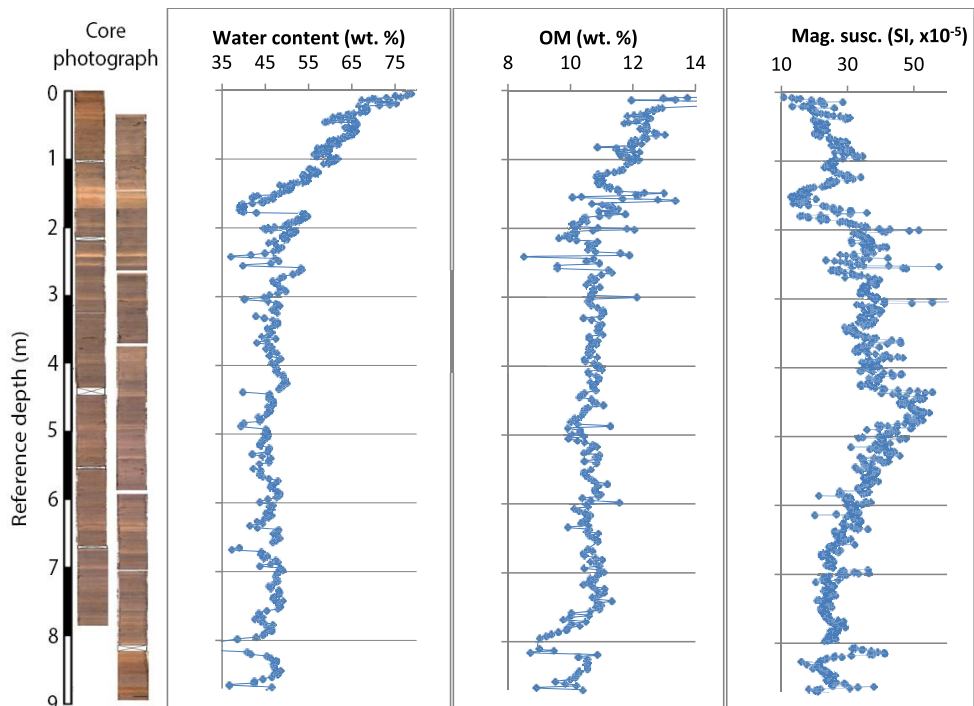 Core
photograph
Water content (wt. %)
35 45 55 65 75
OM (wt. %)
8 10 12 14
Mag. susc. (SI, x10-5)
10 30 50
Reference depth (m)
0
1
2
3
4
5
6
7
8
9